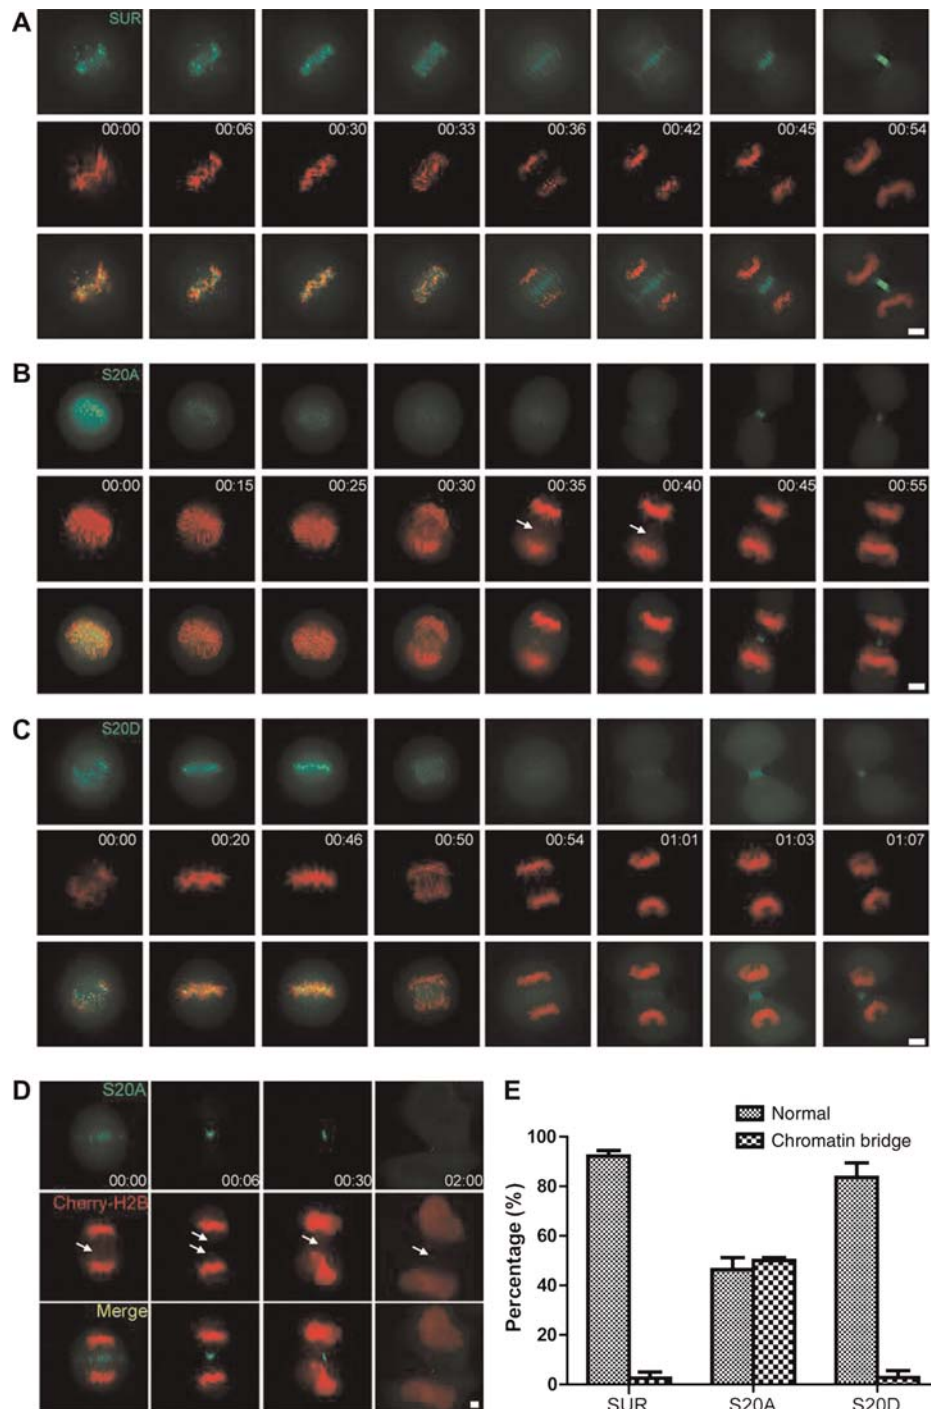 A
SUR
00:00 00:06 00:30 00:33 00:36 00:42 00:45 00:54
B
S20A
00:00 00:15 00:25 00:30 00:35 00:40 00:45 00:55
C
S20D
00:00 00:20 00:46 00:50 00:54 01:01 01:03 01:07
D
S20A
00:00 00:06 00:30 02:00
Cherry-H2B
Merge
E
Normal
Chromatin bridge
Percentage (%)
100
80
60
40
20
0
SUR S20A S20D